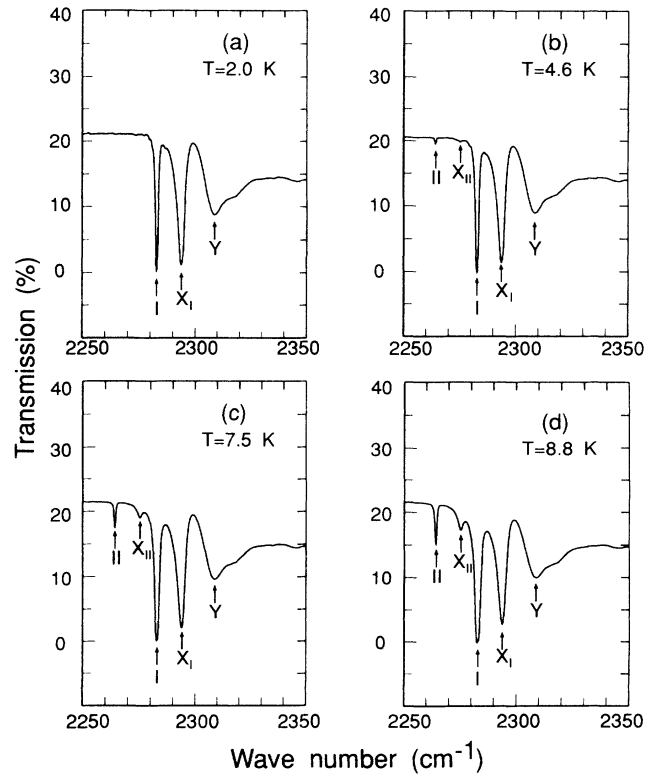 (a)
T=2.0 K
40
30
20
10
0
I
X_I
Y
2250 2300 2350
(b)
T=4.6 K
40
30
20
10
0
II
X_II
I
X_I
Y
2250 2300 2350
(c)
T=7.5 K
40
30
20
10
0
II
X_II
I
X_I
Y
2250 2300 2350
(d)
T=8.8 K
40
30
20
10
0
II
X_II
I
X_I
Y
2250 2300 2350
Transmission (%)
Wave number (cm⁻¹)